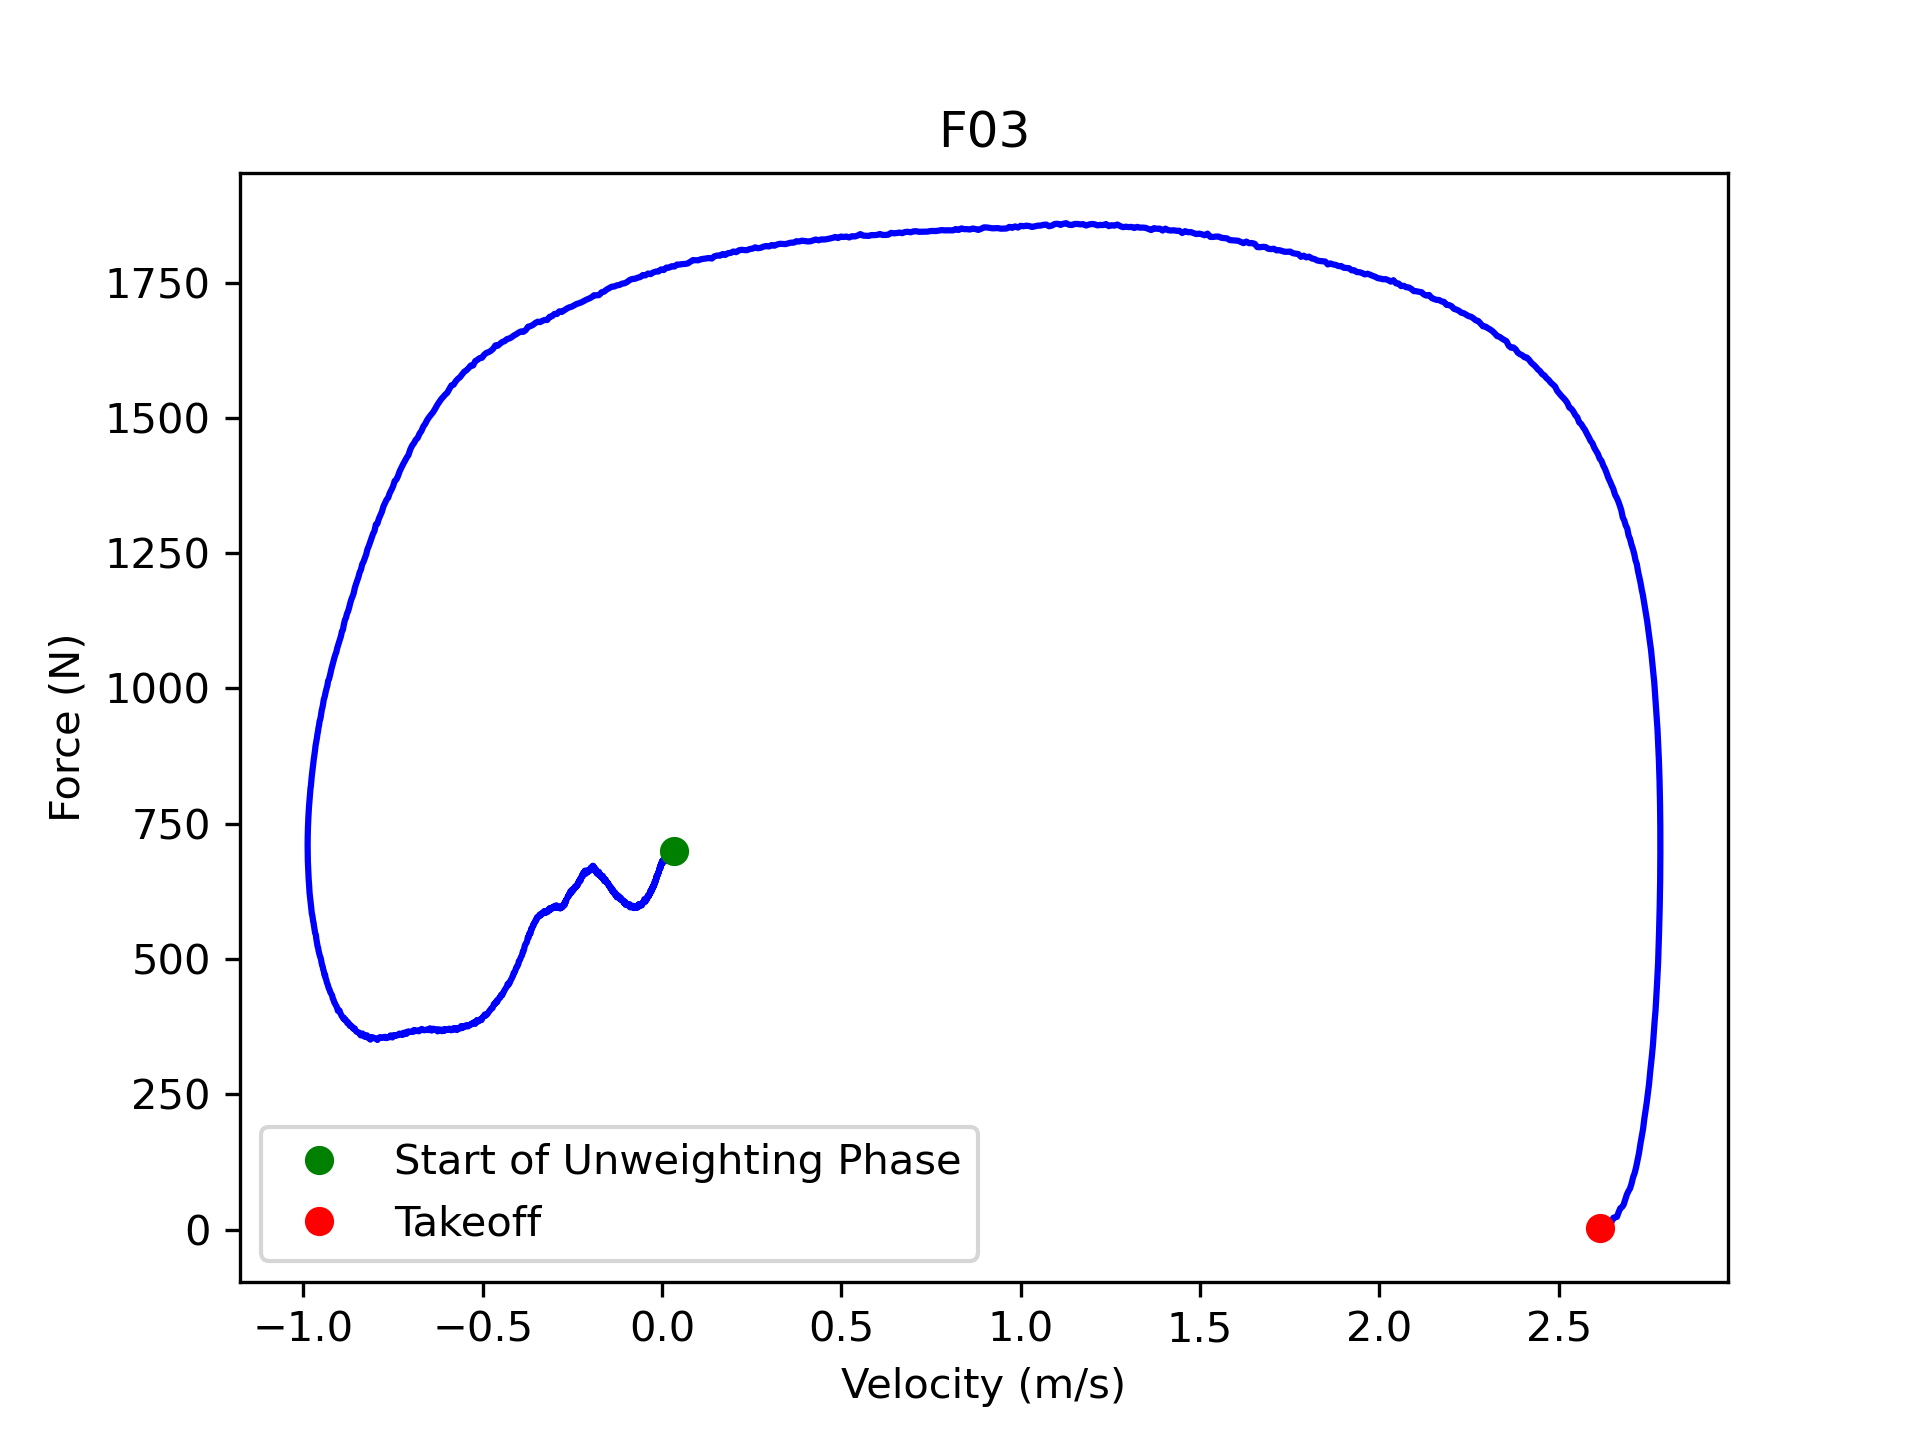 F03
Force (N)
1750
1500
1250
1000
750
500
250
0
Start of Unweighting Phase
Takeoff
−1.0 −0.5 0.0 0.5 1.0 1.5 2.0 2.5
Velocity (m/s)